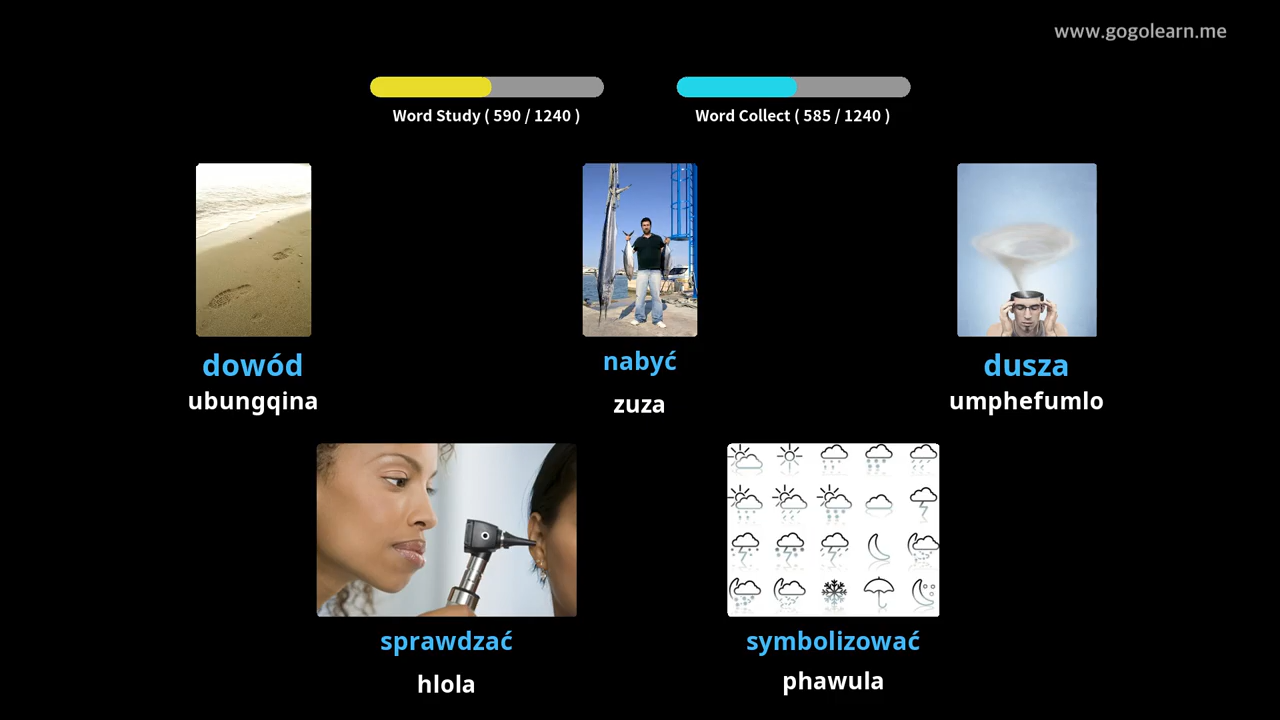 www.gogolearn.me
Word Study ( 590 / 1240 )
Word Collect ( 585 / 1240 )
dowód
ubungqina
nabyć
zuza
dusza
umphefumlo
sprawdzać
hlola
symbolizować
phawula